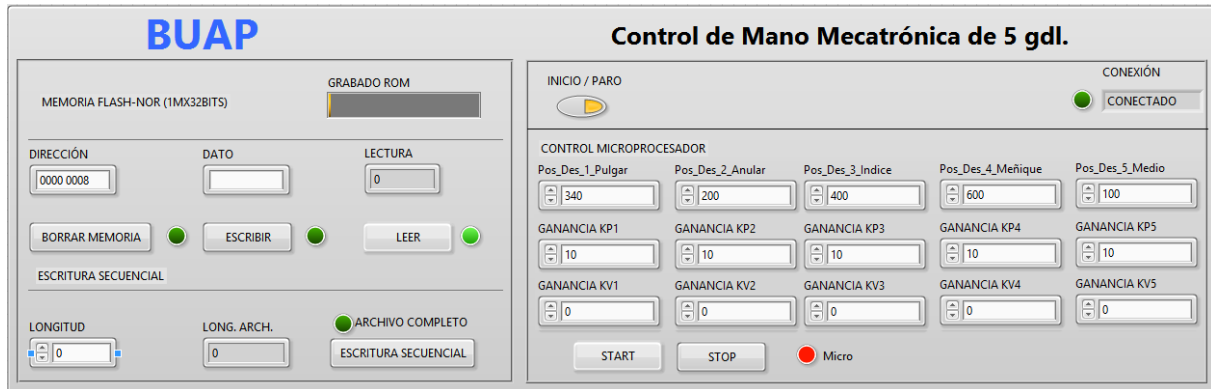 BUAP
Control de Mano Mecatrónica de 5 gdl.
MEMORIA FLASH-NOR (1MX32BITS)
GRABADO ROM
DIRECCIÓN DATO LECTURA
0000 0008 0
BORRAR MEMORIA ESCRIBIR LEER
ESCRITURA SECUENCIAL
LONGITUD LONG. ARCH. ARCHIVO COMPLETO
0 0 ESCRITURA SECUENCIAL
INICIO / PARO
CONEXIÓN
CONECTADO
CONTROL MICROPROCESADOR
Pos_Des_1_Pulgar Pos_Des_2_Anular Pos_Des_3_Indice Pos_Des_4_Meñique Pos_Des_5_Medio
340 200 400 600 100
GANANCIA KP1 GANANCIA KP2 GANANCIA KP3 GANANCIA KP4 GANANCIA KP5
10 10 10 10 10
GANANCIA KV1 GANANCIA KV2 GANANCIA KV3 GANANCIA KV4 GANANCIA KV5
0 0 0 0 0
START STOP Micro